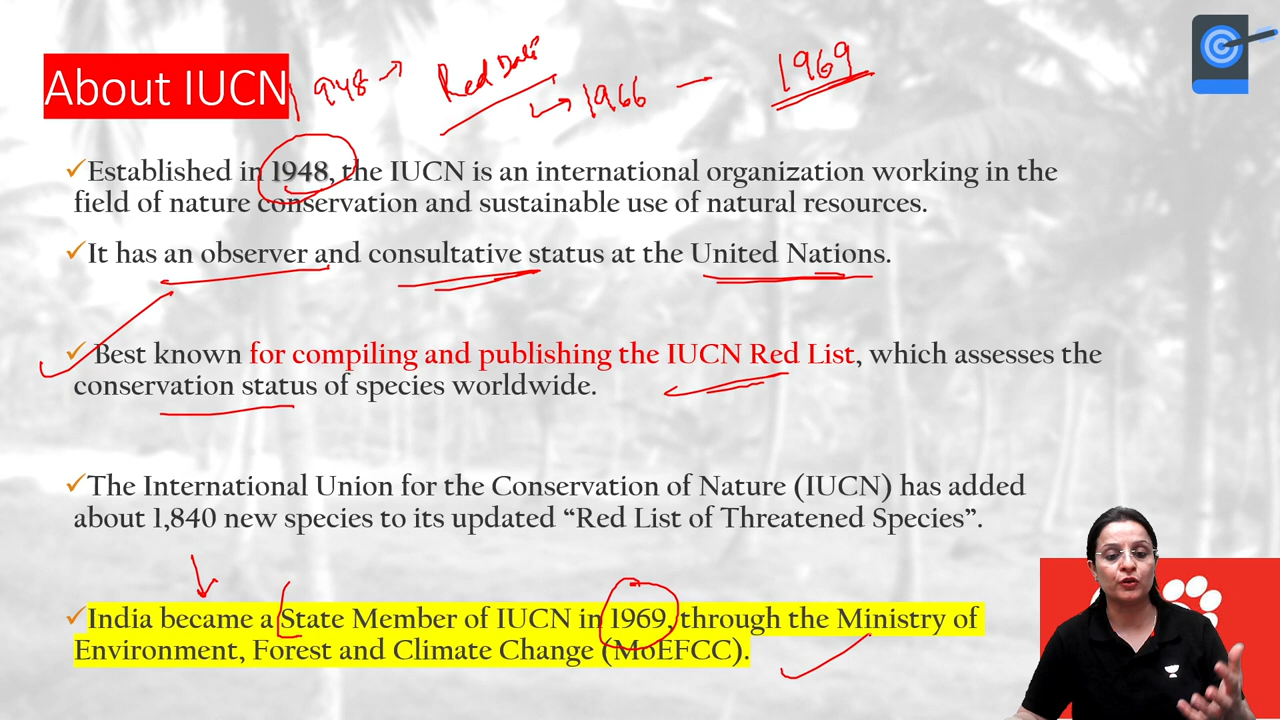 About IUCN
1948 → Red Data
↳ 1966 — 1969
✓Established in 1948, the IUCN is an international organization working in the
field of nature conservation and sustainable use of natural resources.
✓It has an observer and consultative status at the United Nations.
✓ Best known for compiling and publishing the IUCN Red List, which assesses the
conservation status of species worldwide.
✓The International Union for the Conservation of Nature (IUCN) has added
about 1,840 new species to its updated “Red List of Threatened Species”.
✓India became a State Member of IUCN in 1969, through the Ministry of
Environment, Forest and Climate Change (MoEFCC).